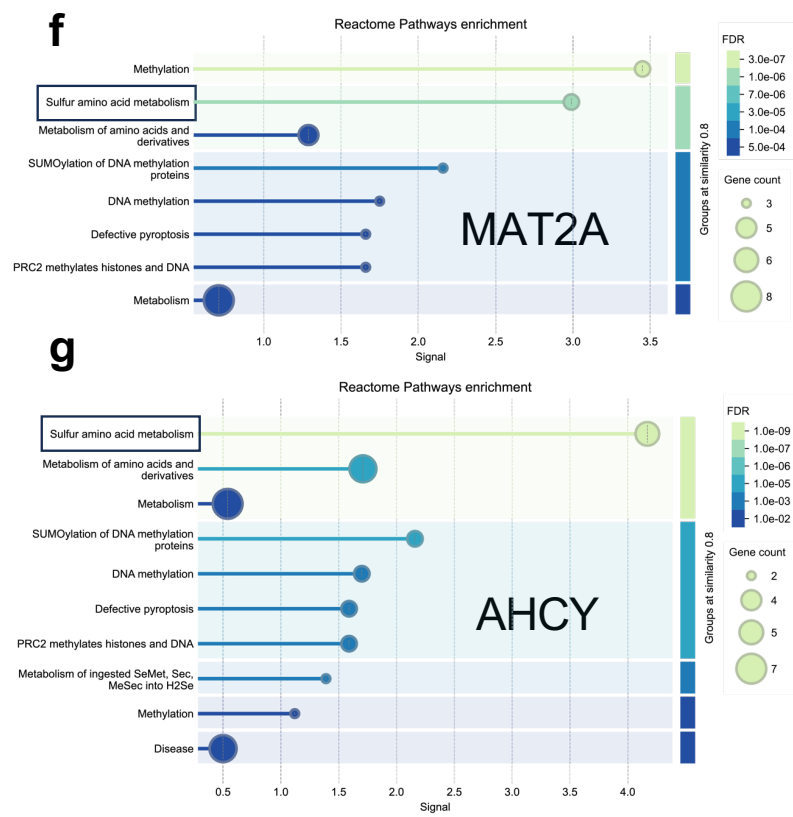 f
Reactome Pathways enrichment
Methylation
Sulfur amino acid metabolism
Metabolism of amino acids and
derivatives
SUMOylation of DNA methylation
proteins
DNA methylation
Defective pyroptosis
PRC2 methylates histones and DNA
Metabolism
MAT2A
1.0 1.5 2.0 2.5 3.0 3.5
Signal
Groups at similarity 0.8
FDR
3.0e-07
1.0e-06
7.0e-06
3.0e-05
1.0e-04
5.0e-04
Gene count
3
5
6
8
g
Reactome Pathways enrichment
Sulfur amino acid metabolism
Metabolism of amino acids and
derivatives
Metabolism
SUMOylation of DNA methylation
proteins
DNA methylation
Defective pyroptosis
PRC2 methylates histones and DNA
Metabolism of ingested SeMet, Sec,
MeSec into H2Se
Methylation
Disease
AHCY
0.5 1.0 1.5 2.0 2.5 3.0 3.5 4.0
Signal
Groups at similarity 0.8
FDR
1.0e-09
1.0e-07
1.0e-06
1.0e-05
1.0e-03
1.0e-02
Gene count
2
4
5
7